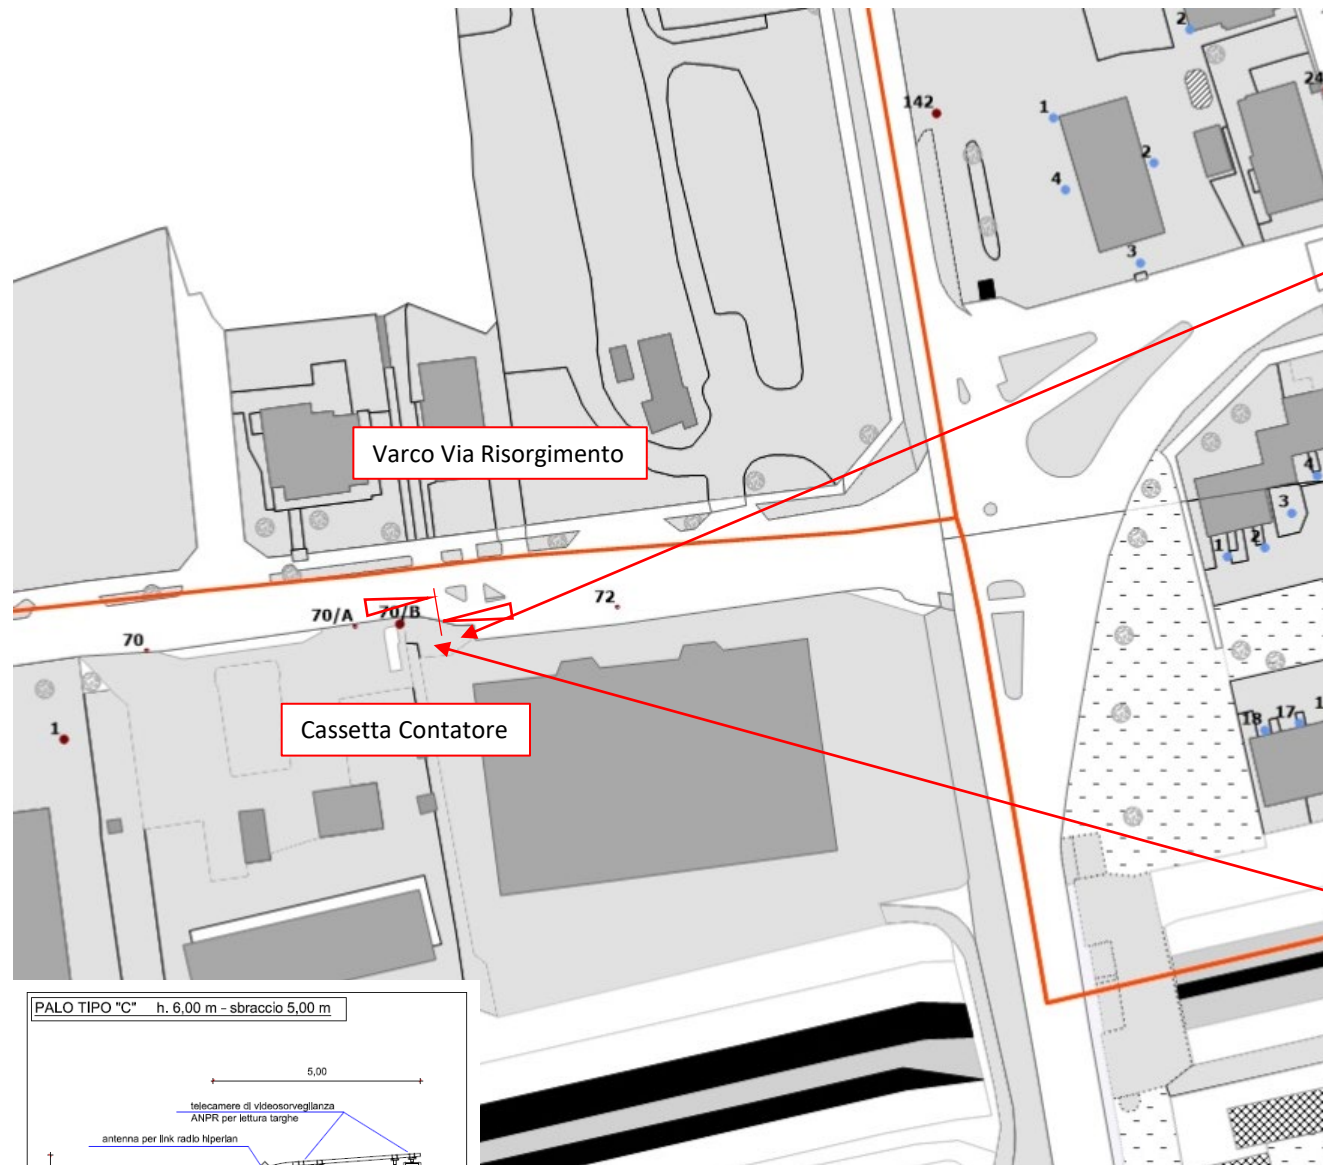 2
24
142
1
2
4
3
Varco Via Risorgimento
4
3
1
2
72
70/A
70/B
70
1
Cassetta Contatore
18
17
1
PALO TIPO "C" h. 6,00 m - sbraccio 5,00 m
5,00
telecamere di videosorveglianza
ANPR per lettura targhe
antenna per link radio hiperlan